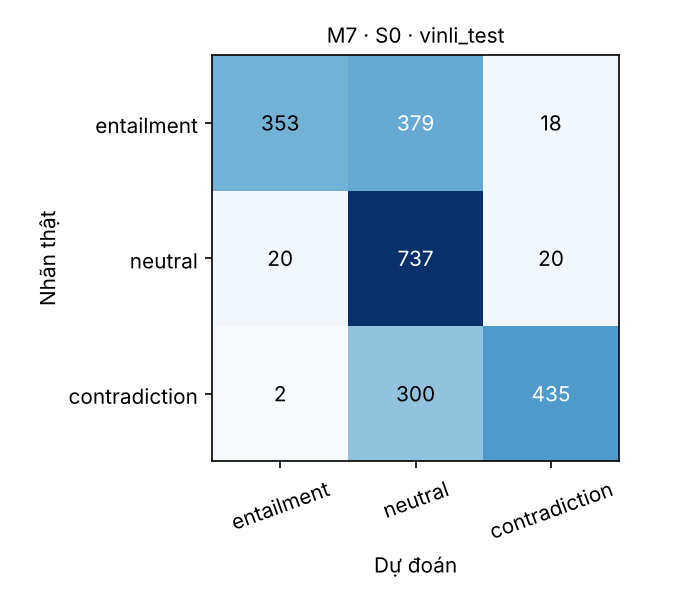 M7 · S0 · vinli_test
Nhãn thật
entailment 353 379 18
neutral 20 737 20
contradiction 2 300 435
entailment neutral contradiction
Dự đoán